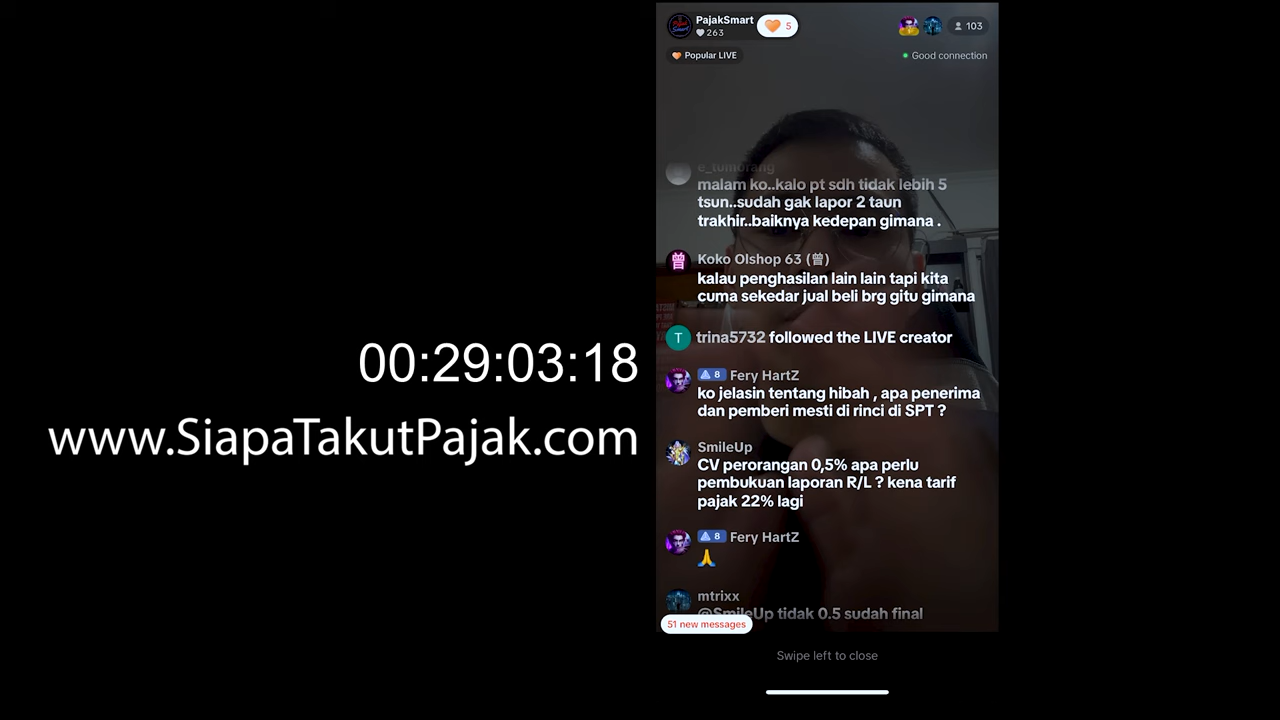 PajakSmart
263
5
103
Popular LIVE
Good connection
e_tumorang
malam ko..kalo pt sdh tidak lebih 5
tsun..sudah gak lapor 2 taun
trakhir..baiknya kedepan gimana .
Koko Olshop 63 (曾)
曾
kalau penghasilan lain lain tapi kita
cuma sekedar jual beli brg gitu gimana
T
trina5732 followed the LIVE creator
8 Fery HartZ
ko jelasin tentang hibah , apa penerima
dan pemberi mesti di rinci di SPT ?
SmileUp
CV perorangan 0,5% apa perlu
pembukuan laporan R/L ? kena tarif
pajak 22% lagi
8 Fery HartZ
🙏
mtrixx
@SmileUp tidak 0.5 sudah final
51 new messages
Swipe left to close
00:29:03:18
www.SiapaTakutPajak.com